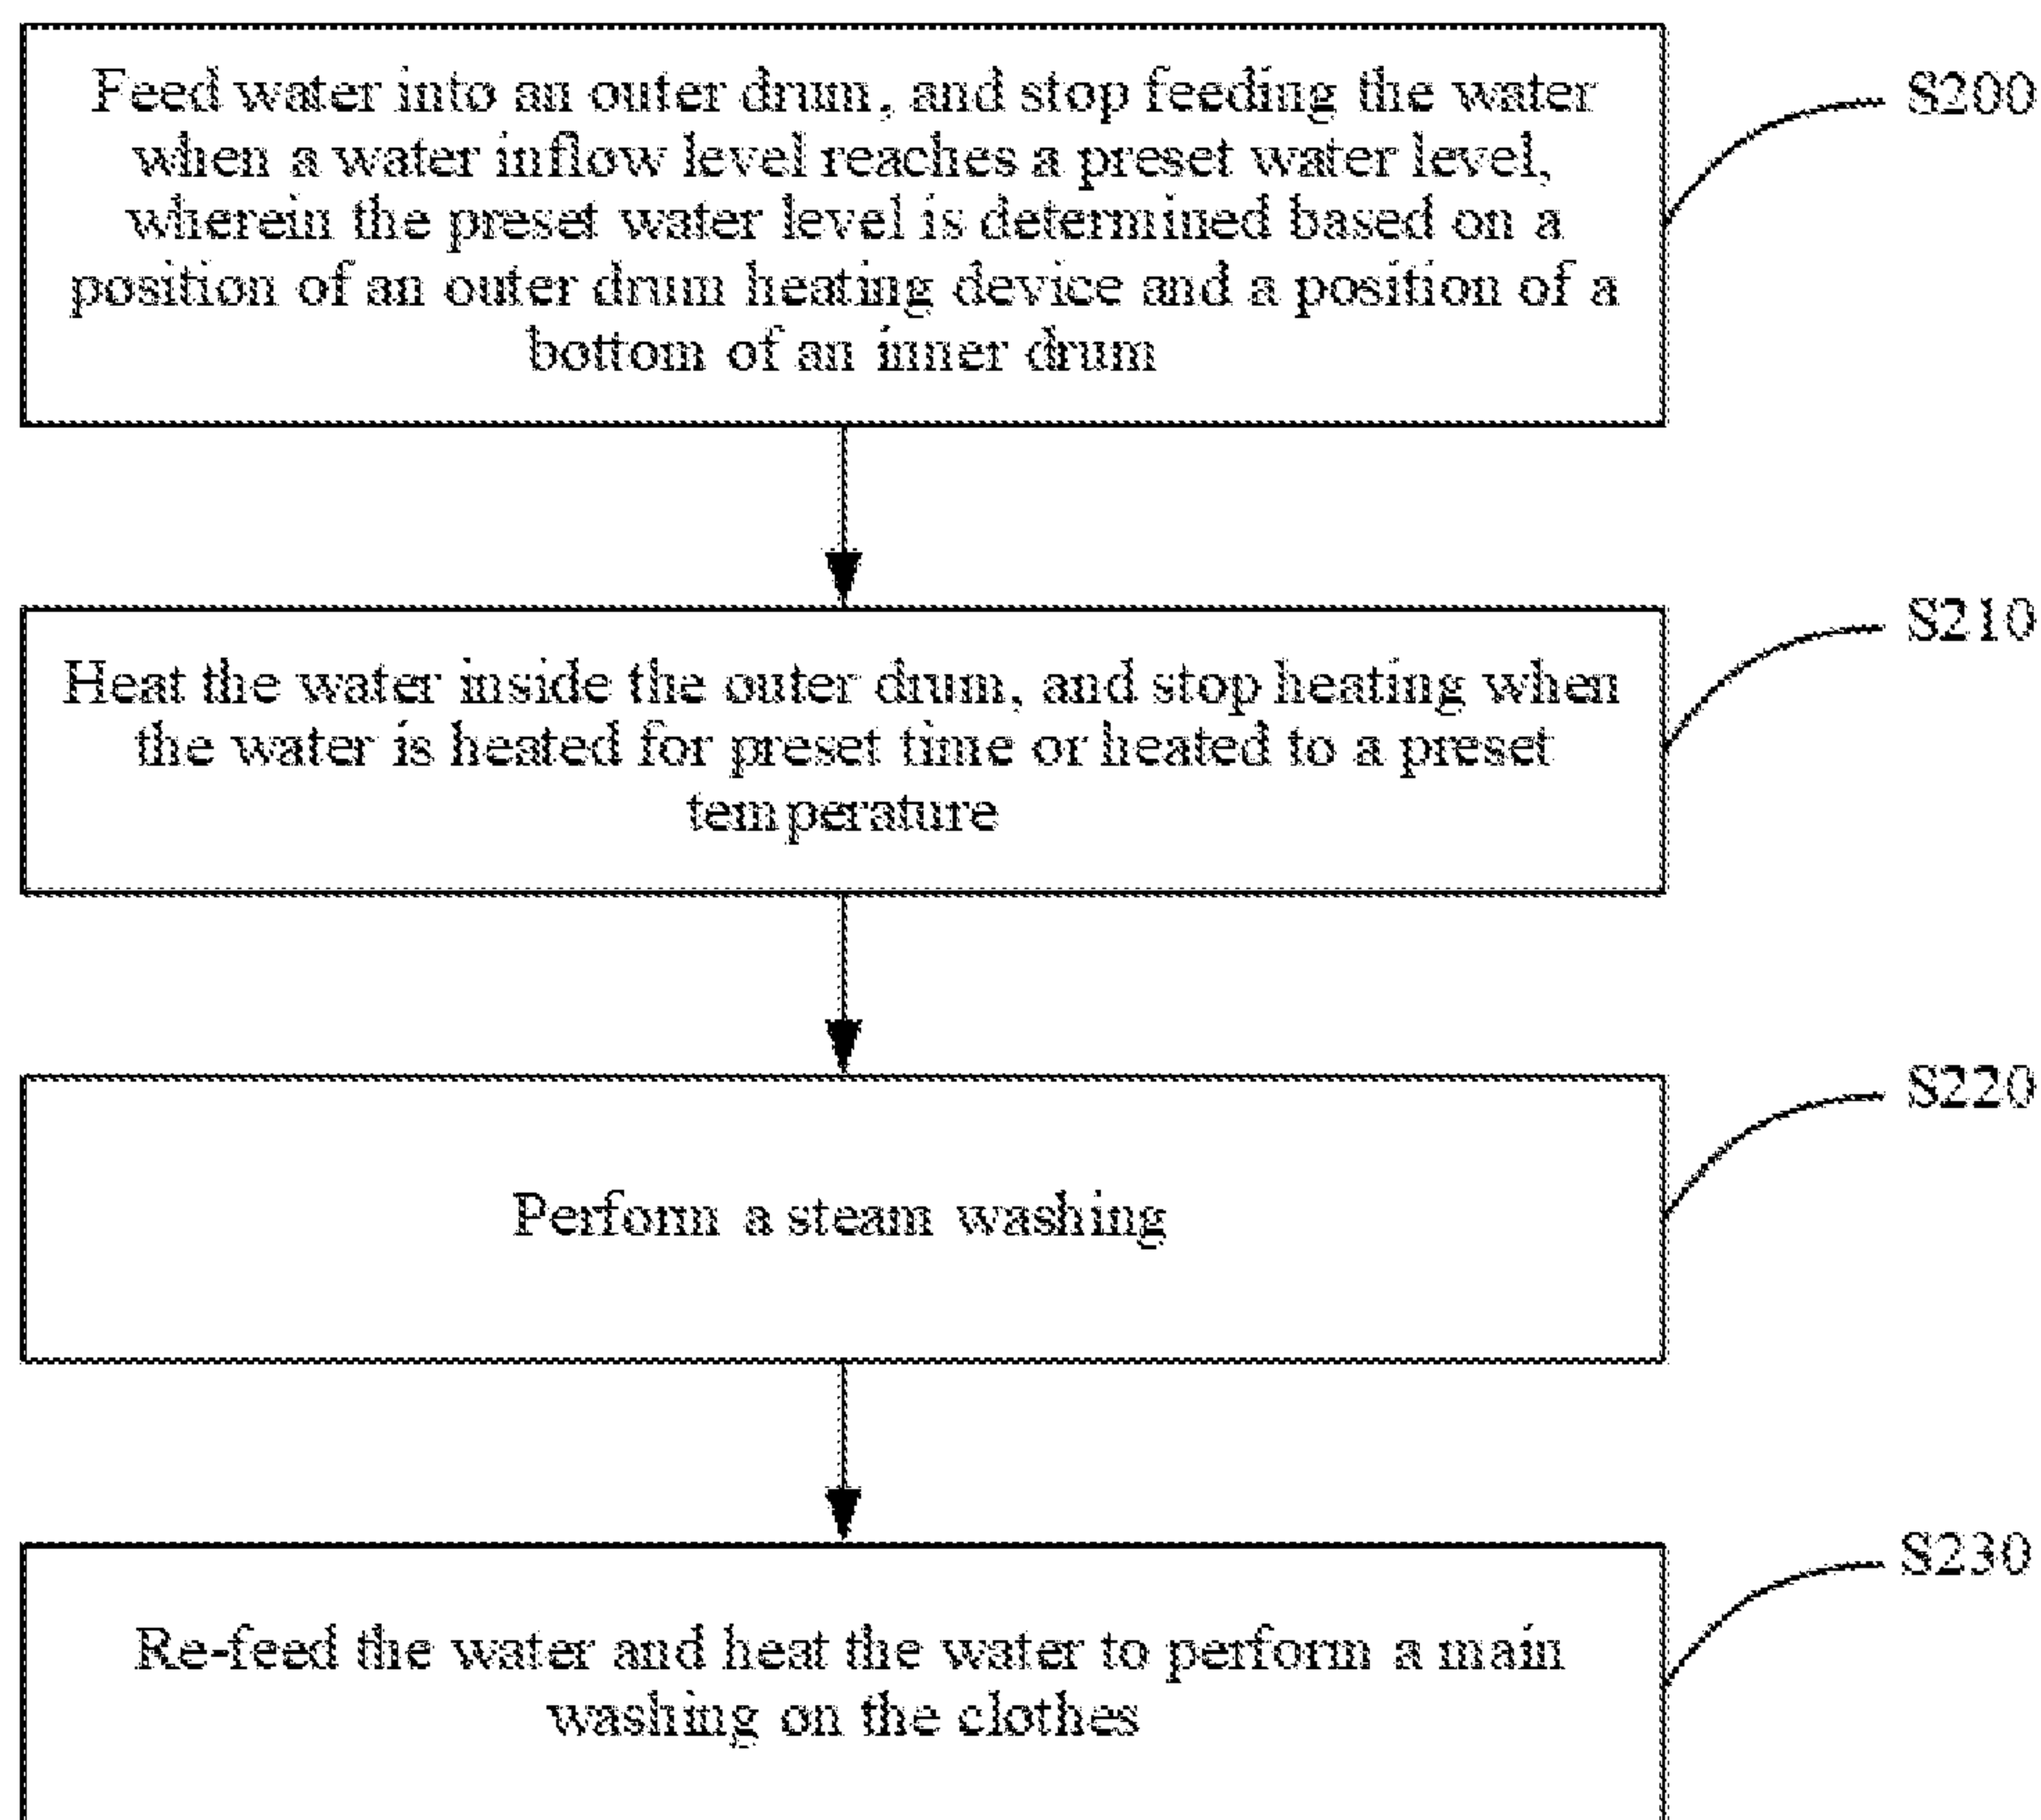 Feed water into an outer drum, and stop feeding the water
when a water inflow level reaches a preset water level,
wherein the preset water level is determined based on a
position of an outer drum heating device and a position of a
bottom of an inner drum
S200
Heat the water inside the outer drum, and stop heating when
the water is heated for preset time or heated to a preset
temperature
S210
Perform a steam washing
S220
Re-feed the water and heat the water to perform a main
washing on the clothes
S230